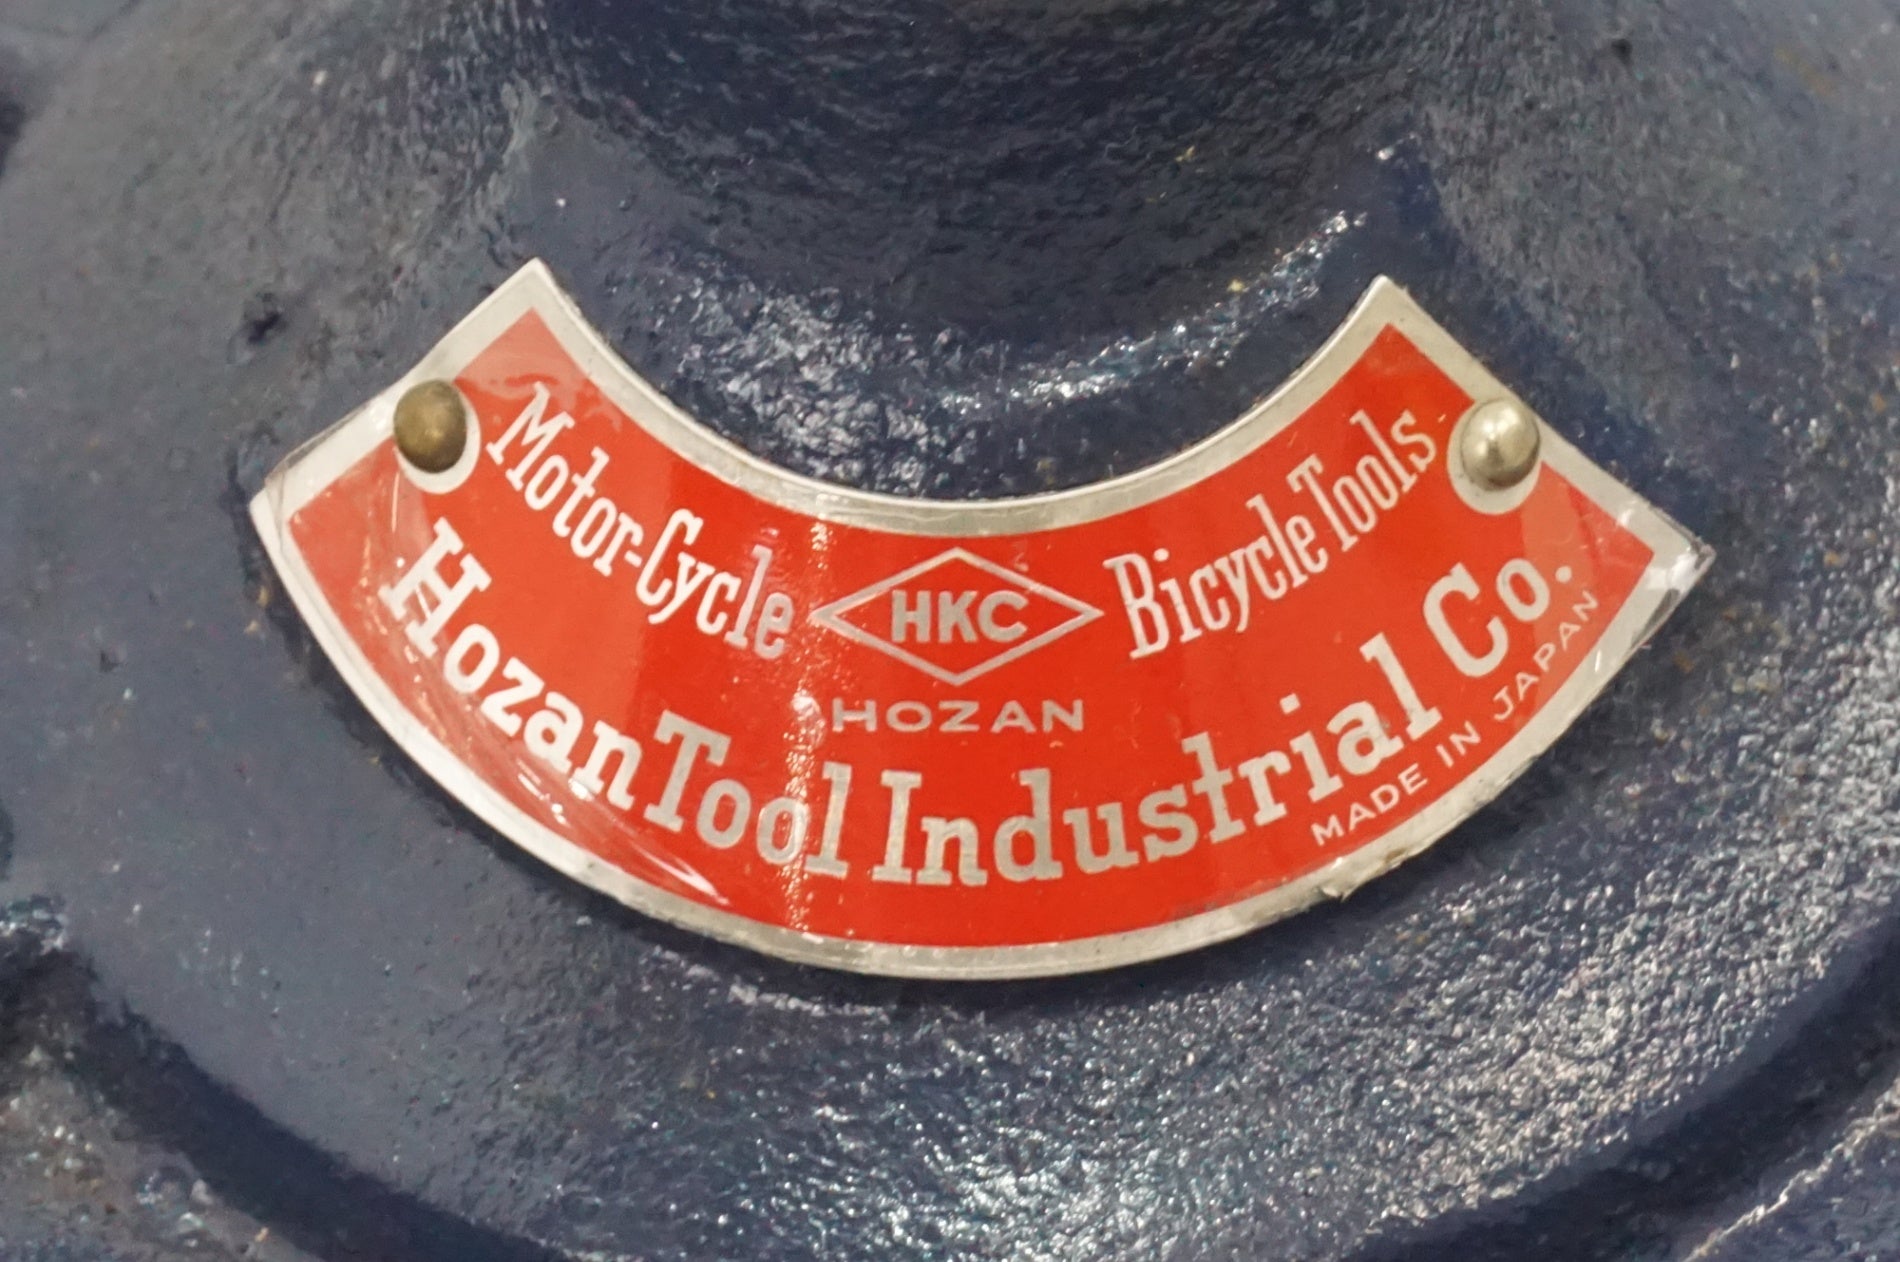 Motor-Cycle HKC Bicycle Tools
HOZAN
Hozan Tool Industrial Co.
MADE IN JAPAN